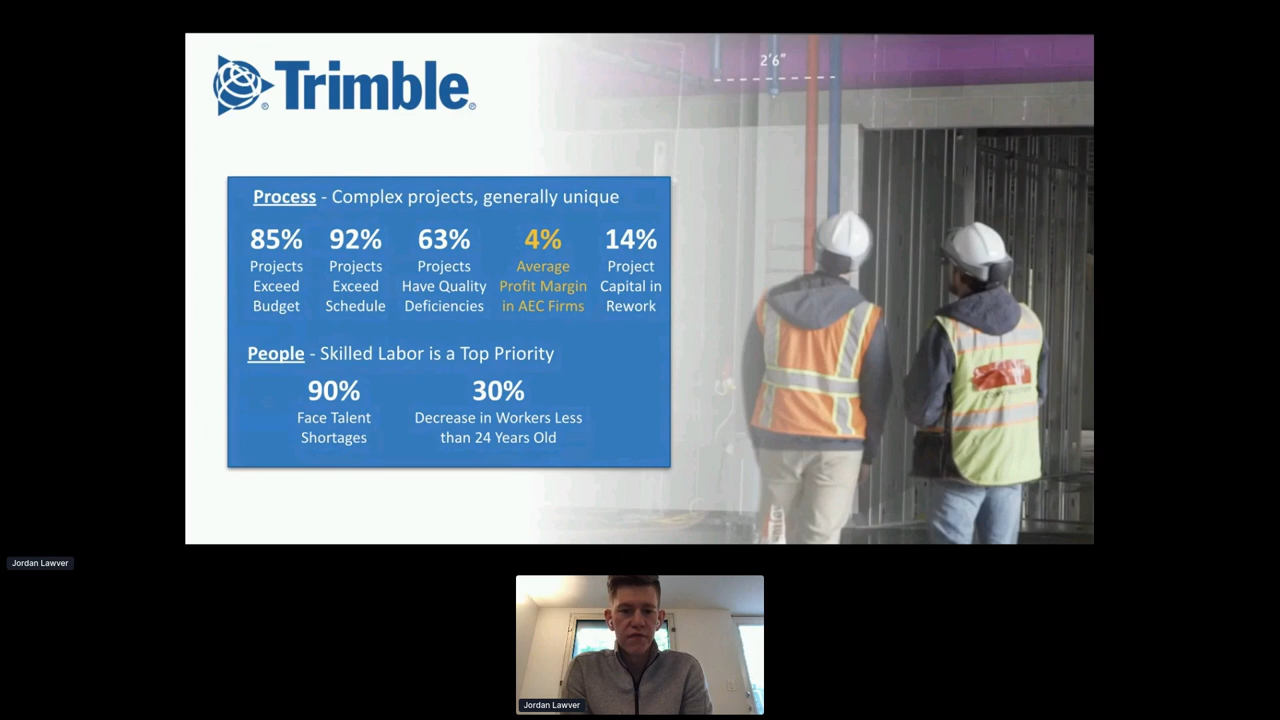 Trimble
2'6"
Process - Complex projects, generally unique
85% 92% 63% 4% 14%
Projects Projects Projects Average Project
Exceed Exceed Have Quality Profit Margin Capital in
Budget Schedule Deficiencies in AEC Firms Rework
People - Skilled Labor is a Top Priority
90% 30%
Face Talent Decrease in Workers Less
Shortages than 24 Years Old
Jordan Lawver
Jordan Lawver